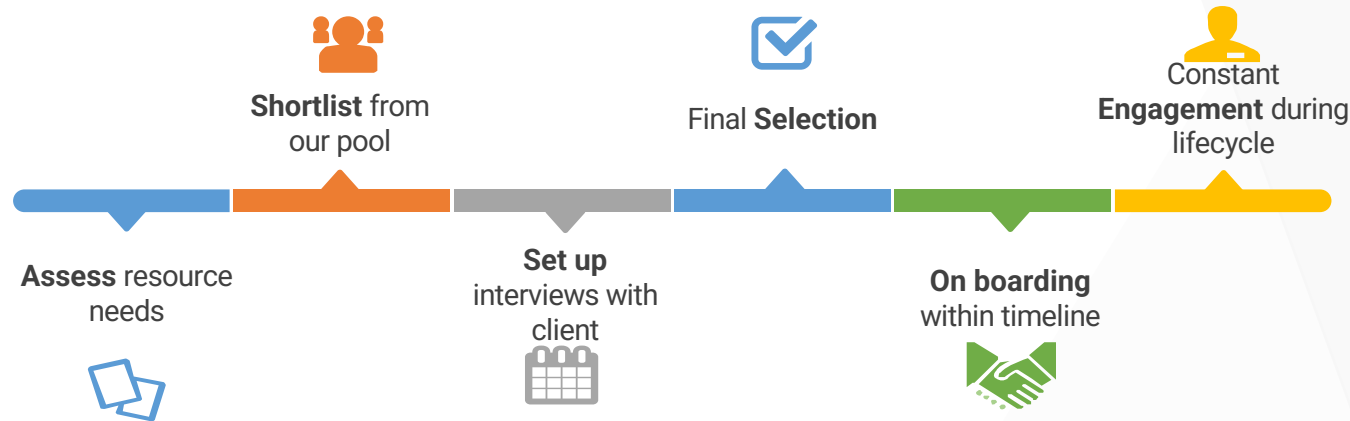 Assess resource
needs
Shortlist from
our pool
Set up
interviews with
client
Final Selection
On boarding
within timeline
Constant
Engagement during
lifecycle